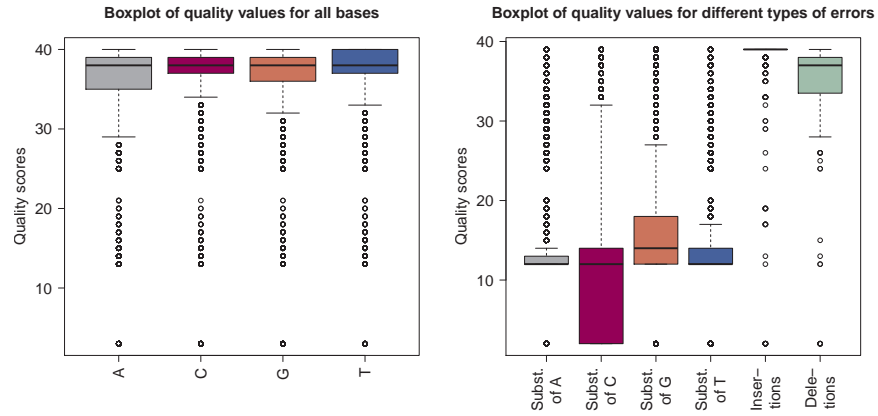 Boxplot of quality values for all bases
Quality scores
40
30
20
10
A
C
G
T
Boxplot of quality values for different types of errors
Quality scores
40
30
20
10
Subst.
of A
Subst.
of C
Subst.
of G
Subst.
of T
Inser–
tions
Dele–
tions